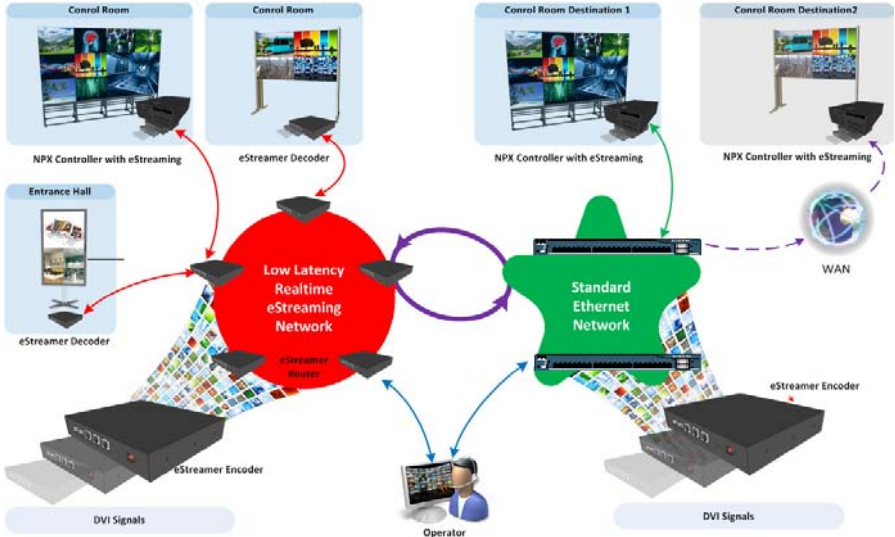 Conrol Room
Conrol Room
Conrol Room Destination 1
Conrol Room Destination2
NPX Controller with eStreaming
eStreamer Decoder
NPX Controller with eStreaming
NPX Controller with eStreaming
Entrance Hall
eStreamer Decoder
Low Latency
Realtime
eStreaming
Network
eStreamer
Router
Standard
Ethernet
Network
WAN
eStreamer Encoder
eStreamer Encoder
DVI Signals
Operator
DVI Signals